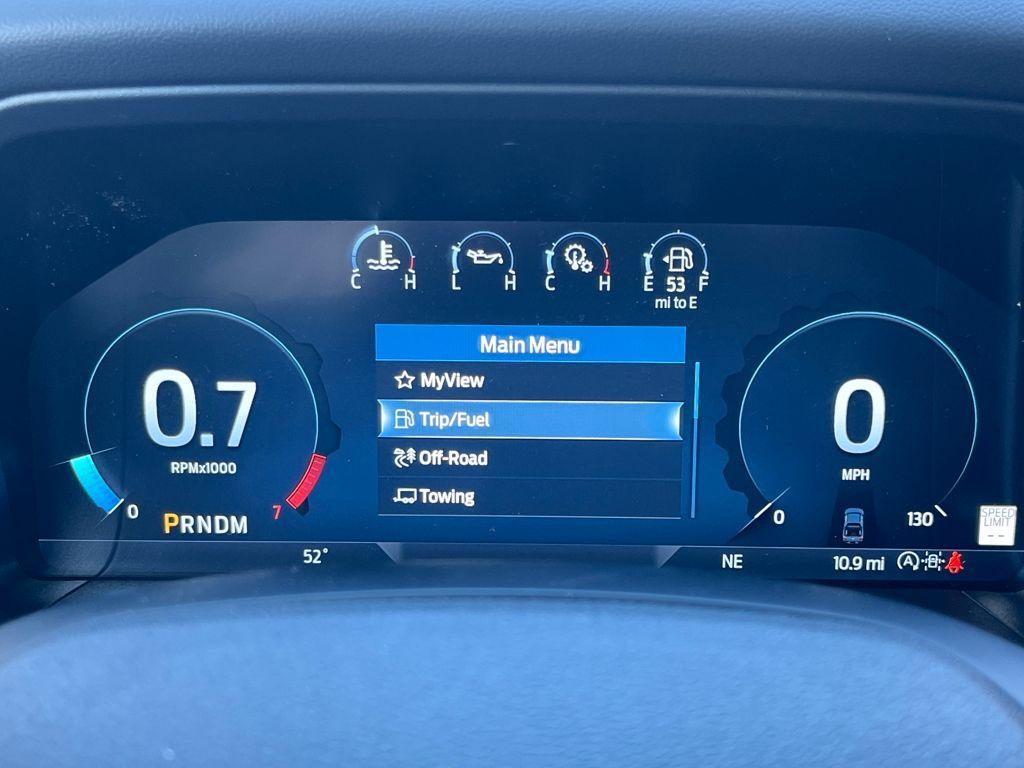 C H
L H
C H
E 53 F
mi to E
Main Menu
MyView
Trip/Fuel
Off-Road
Towing
0.7
RPMx1000
0 7
PRNDM
0
MPH
0 130
SPEED
LIMIT
--
52°
NE
10.9 mi
A